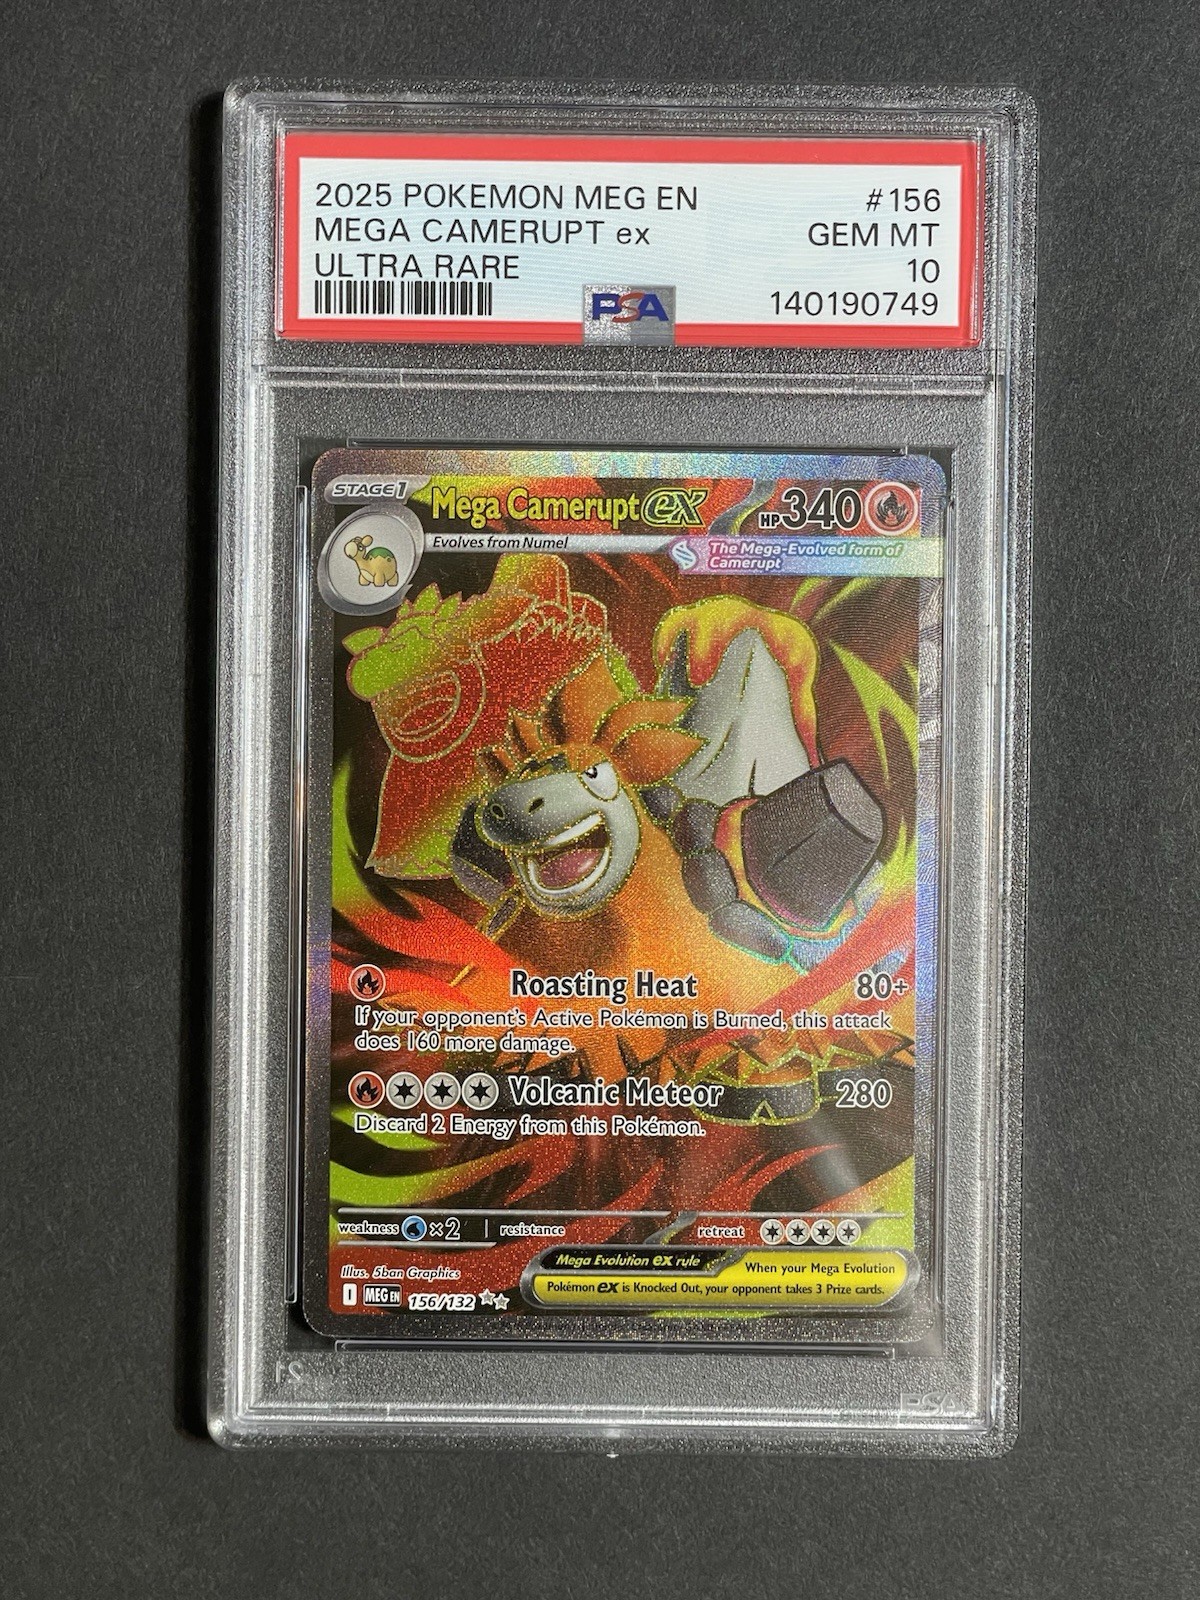 2025 POKEMON MEG EN #156
MEGA CAMERUPT ex GEM MT
ULTRA RARE 10
PSA 140190749
STAGE1 Mega Camerupt ex HP 340
Evolves from Numel
The Mega-Evolved form of
Camerupt
Roasting Heat 80+
If your opponent's Active Pokémon is Burned, this attack
does 160 more damage.
Volcanic Meteor 280
Discard 2 Energy from this Pokémon.
weakness ×2 resistance retreat
Illus. 5ban Graphics
I MEG EN 156/132
Mega Evolution ex rule When your Mega Evolution
Pokémon ex is Knocked Out, your opponent takes 3 Prize cards.
PSA